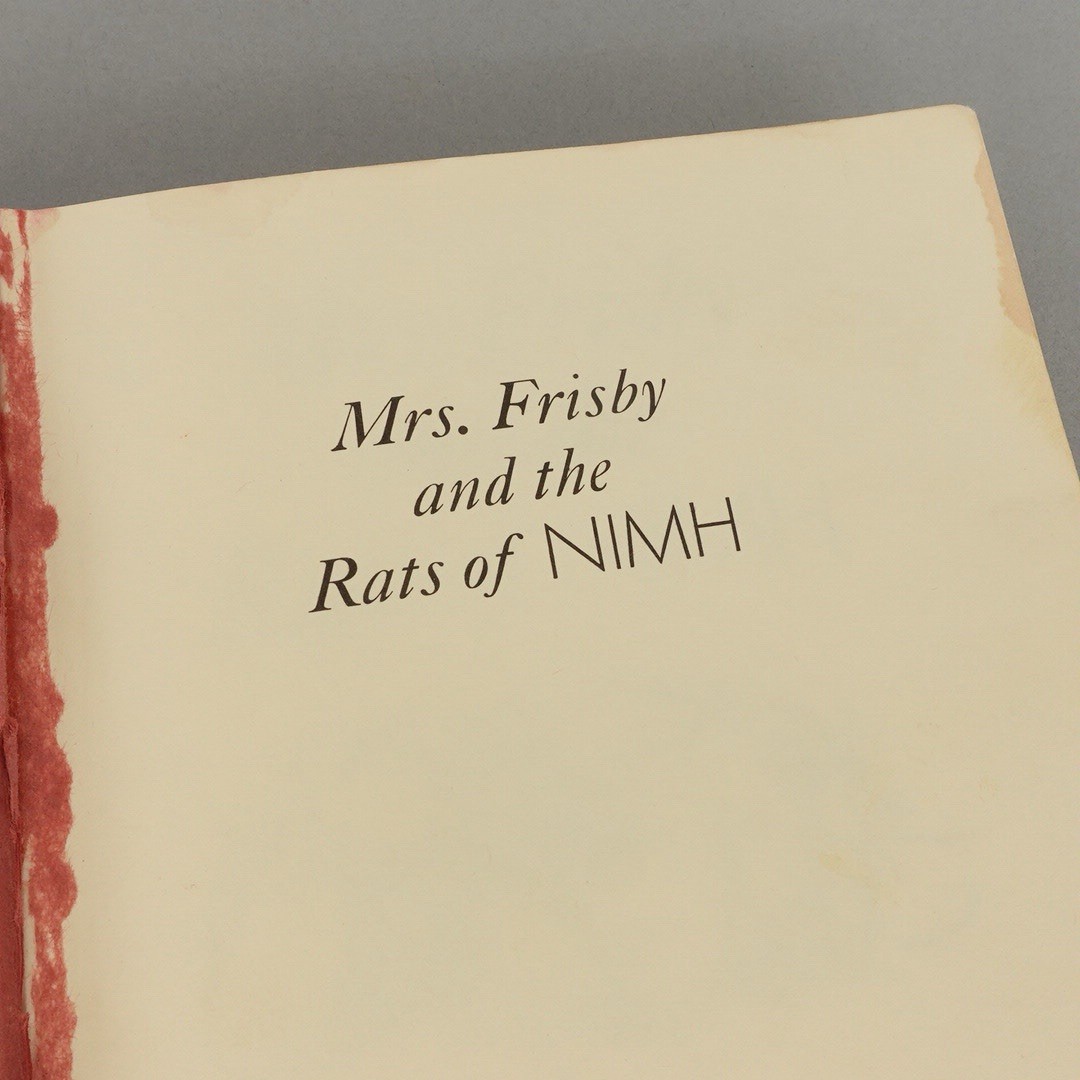 Mrs. Frisby
and the
Rats of NIMH